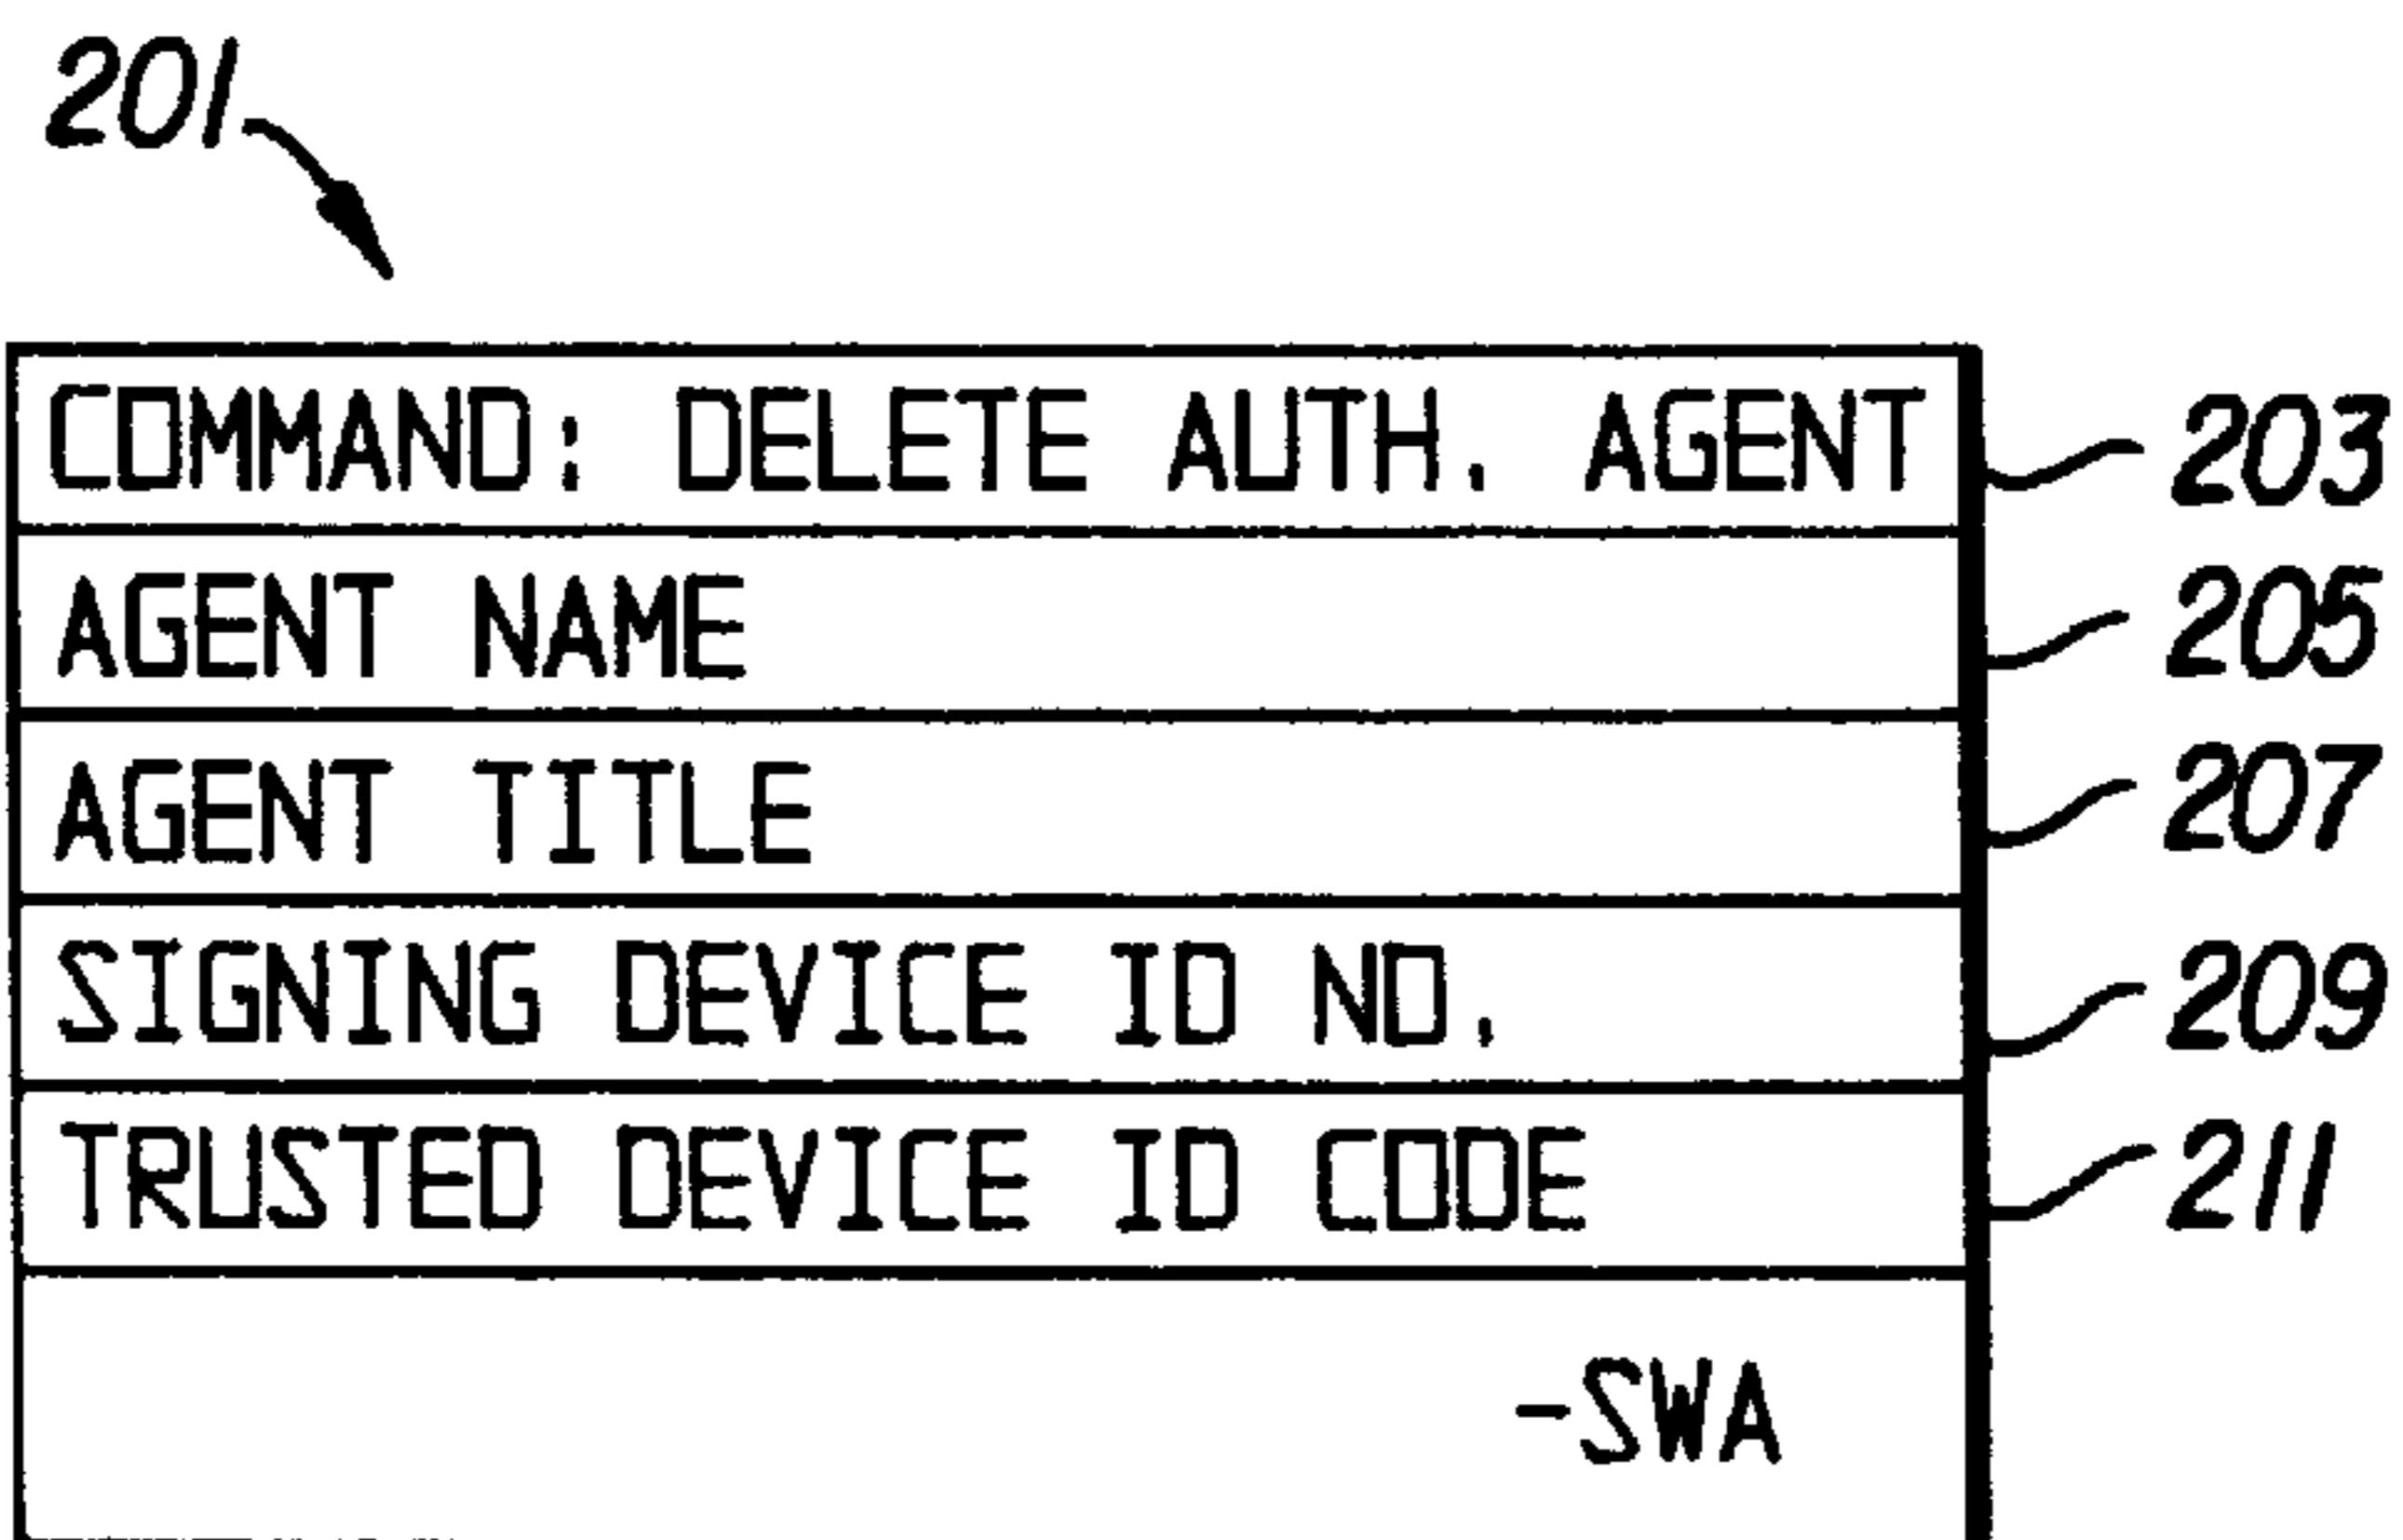 201
COMMAND: DELETE AUTH. AGENT 203
AGENT NAME 205
AGENT TITLE 207
SIGNING DEVICE ID NO. 209
TRUSTED DEVICE ID CODE 211
-SWA